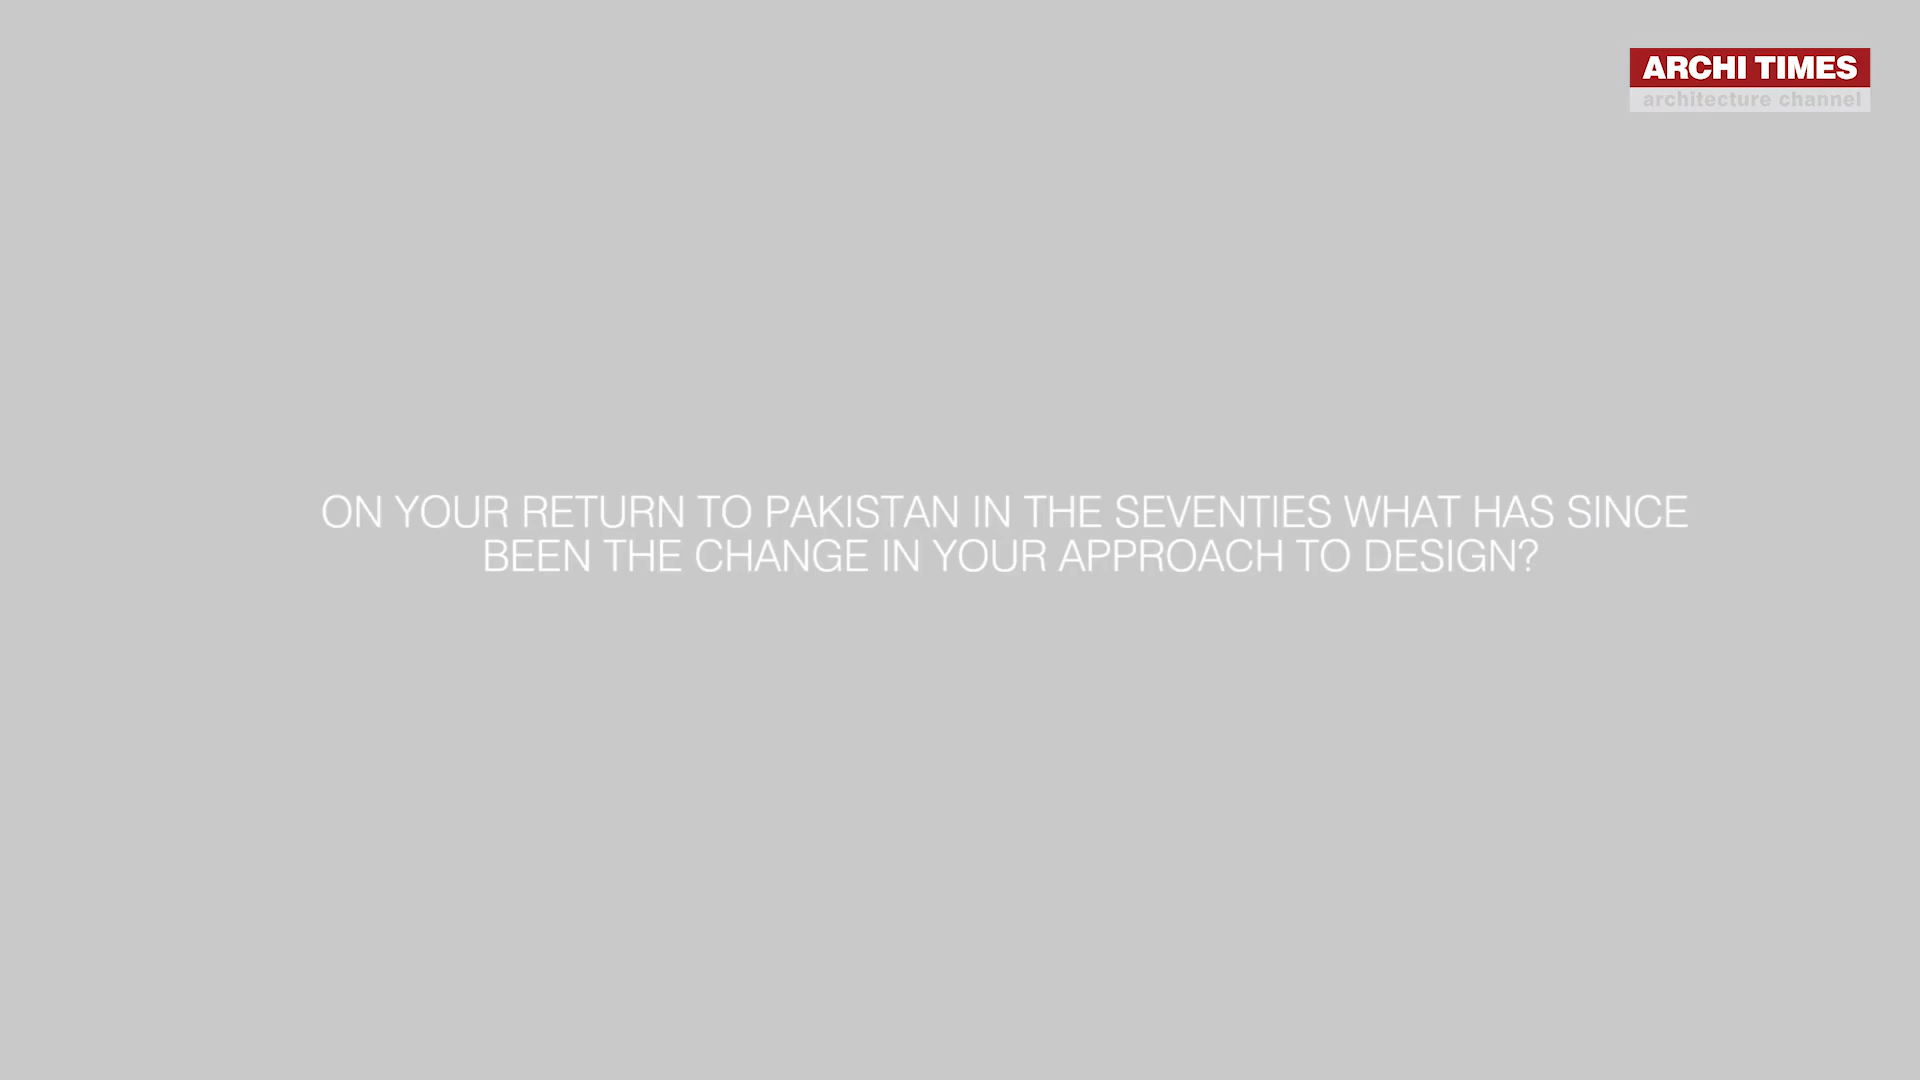 ARCHI TIMES
architecture channel
ON YOUR RETURN TO PAKISTAN IN THE SEVENTIES WHAT HAS SINCE
BEEN THE CHANGE IN YOUR APPROACH TO DESIGN?